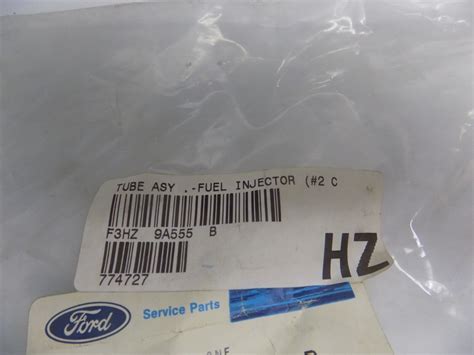 TUBE ASY .-FUEL INJECTOR (#2 C
F3HZ 9A555 B
774727
HZ
Ford
Service Parts